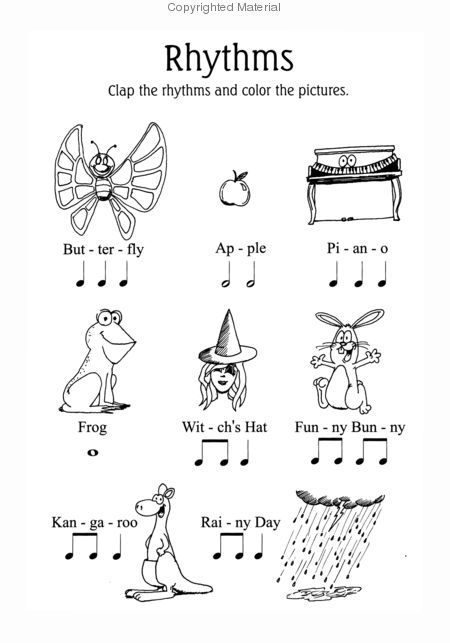 Copyrighted Material
Rhythms
Clap the rhythms and color the pictures.
But - ter - fly
Ap - ple
Pi - an - o
Frog
Wit - ch's Hat
Fun - ny Bun - ny
Kan - ga - roo
Rai - ny Day